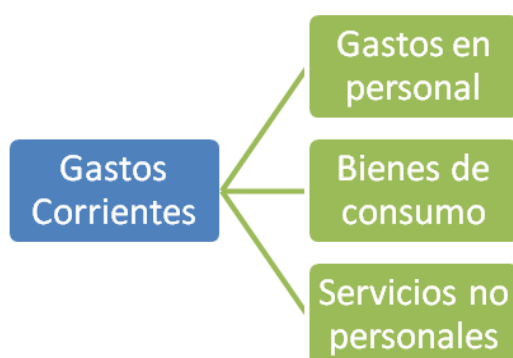 Gastos en
personal
Gastos
Corrientes
Bienes de
consumo
Servicios no
personales